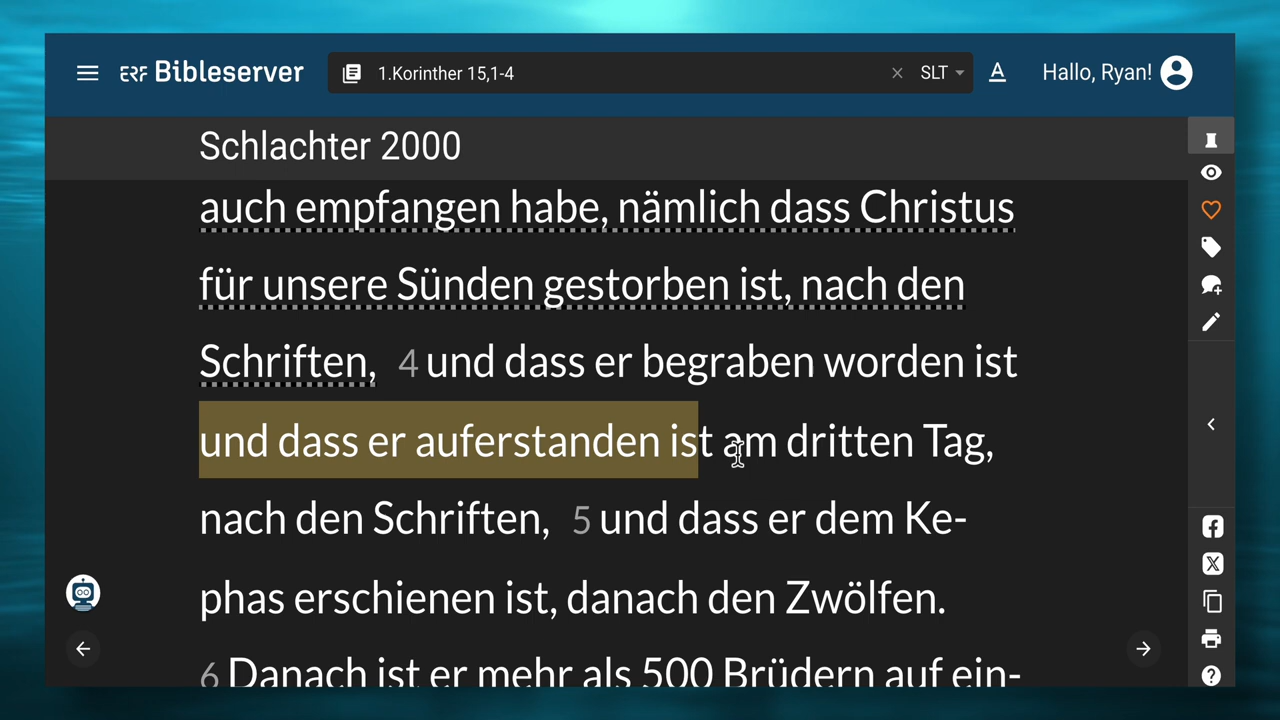 ERF Bibleserver
1.Korinther 15,1-4
SLT
A
Hallo, Ryan!
Schlachter 2000
auch empfangen habe, nämlich dass Christus
für unsere Sünden gestorben ist, nach den
Schriften, 4 und dass er begraben worden ist
und dass er auferstanden ist am dritten Tag,
nach den Schriften, 5 und dass er dem Ke-
phas erschienen ist, danach den Zwölfen.
6 Danach ist er mehr als 500 Brüdern auf ein-